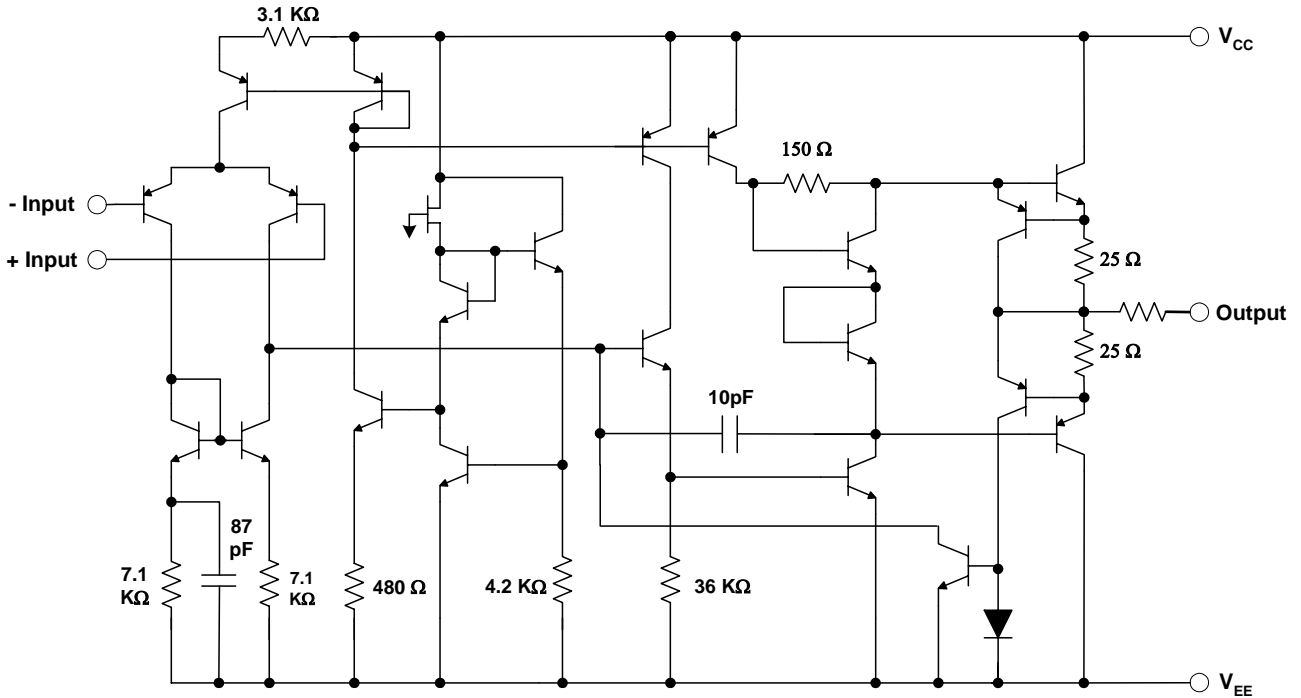 3.1 KΩ
V_CC
150 Ω
- Input
+ Input
25 Ω
Output
25 Ω
10pF
87
pF
7.1
KΩ
7.1
KΩ
480 Ω
4.2 KΩ
36 KΩ
V_EE